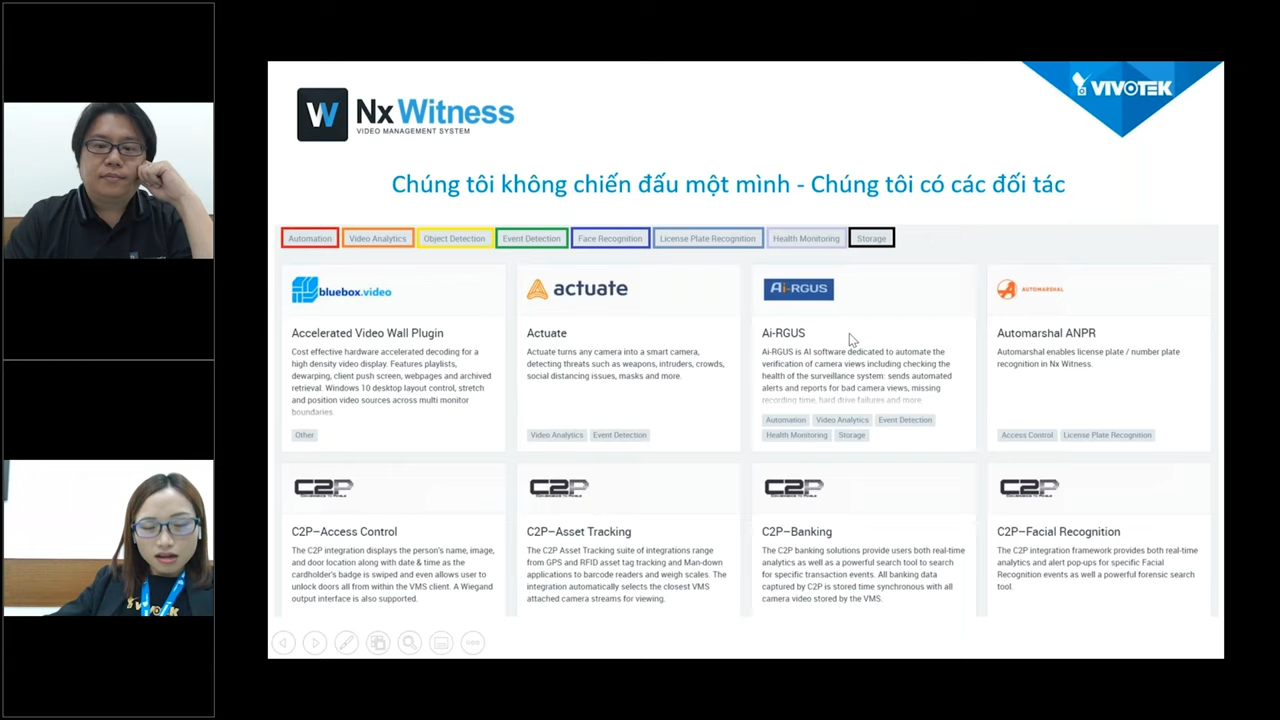 W Nx Witness
VIDEO MANAGEMENT SYSTEM
VIVOTEK
Chúng tôi không chiến đấu một mình - Chúng tôi có các đối tác
Automation
Video Analytics
Object Detection
Event Detection
Face Recognition
License Plate Recognition
Health Monitoring
Storage
bluebox.video
Accelerated Video Wall Plugin
Cost effective hardware accelerated decoding for a
high density video display. Features playlists,
dewarping, client push screen, webpages and archived
retrieval. Windows 10 desktop layout control, stretch
and position video sources across multi monitor
boundaries.
Other
actuate
Actuate
Actuate turns any camera into a smart camera,
detecting threats such as weapons, intruders, crowds,
social distancing issues, masks and more.
Video Analytics
Event Detection
Ai-RGUS
Ai-RGUS
Ai-RGUS is AI software dedicated to automate the
verification of camera views including checking the
health of the surveillance system: sends automated
alerts and reports for bad camera views, missing
recording time, hard drive failures and more.
Automation
Video Analytics
Event Detection
Health Monitoring
Storage
AUTOMARSHAL
Automarshal ANPR
Automarshal enables license plate / number plate
recognition in Nx Witness.
Access Control
License Plate Recognition
C2P
C2P–Access Control
The C2P integration displays the person's name, image,
and door location along with date & time as the
cardholder's badge is swiped and even allows user to
unlock doors all from within the VMS client. A Wiegand
output interface is also supported.
C2P
C2P–Asset Tracking
The C2P Asset Tracking suite of integrations range
from GPS and RFID asset tag tracking and Man-down
applications to barcode readers and weigh scales. The
integration automatically selects the closest VMS
attached camera streams for viewing.
C2P
C2P–Banking
The C2P banking solutions provide users both real-time
analytics as well as a powerful search tool to search
for specific transaction events. All banking data
captured by C2P is stored time synchronous with all
camera video stored by the VMS.
C2P
C2P–Facial Recognition
The C2P integration framework provides both real-time
analytics and alert pop-ups for specific Facial
Recognition events as well a powerful forensic search
tool.